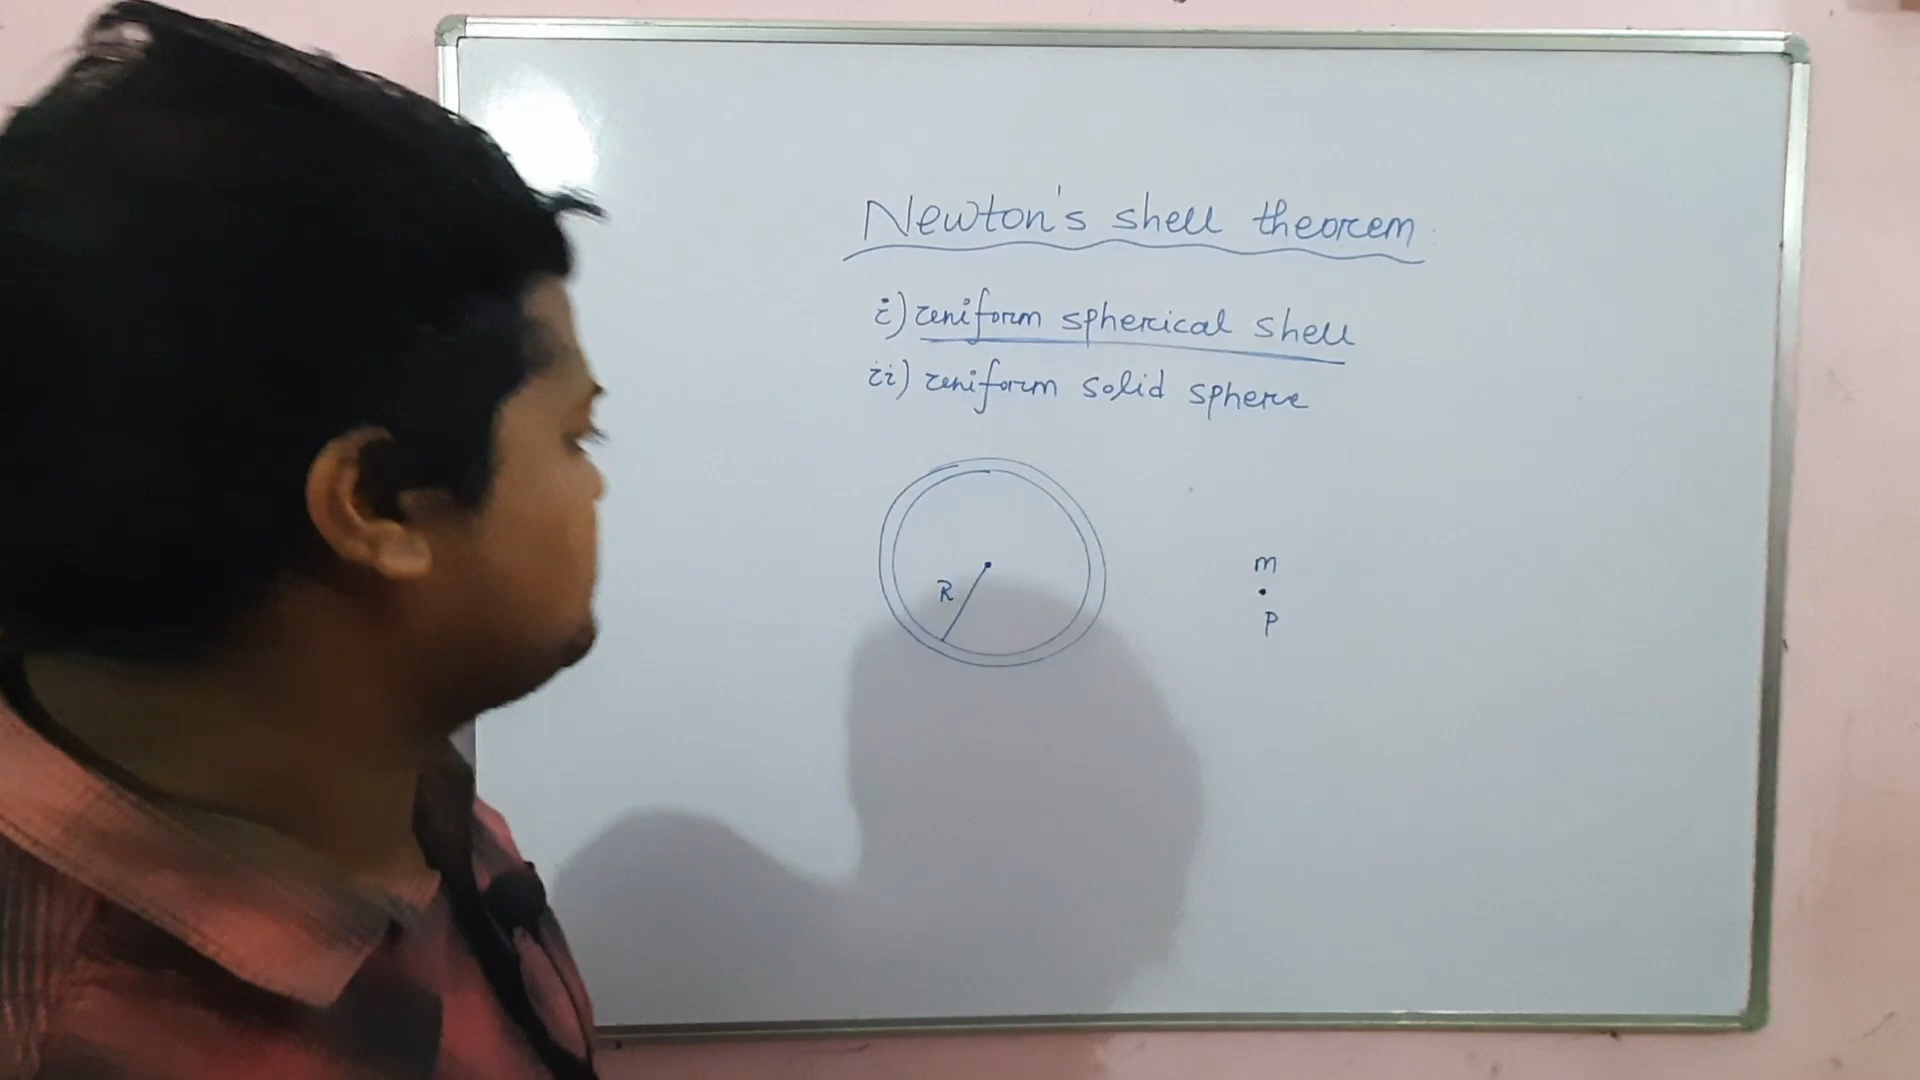 Newton's shell theorem
i) uniform spherical shell
ii) uniform solid sphere
R
m
P